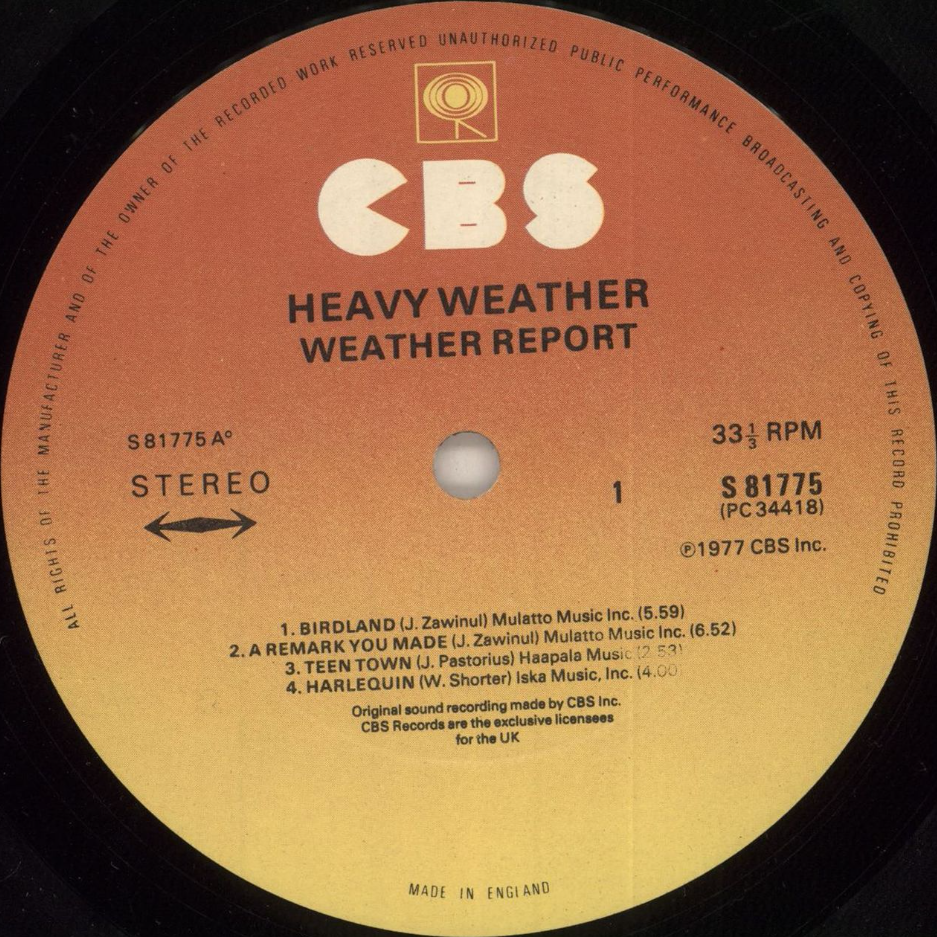 ALL RIGHTS OF THE MANUFACTURER AND OF THE OWNER OF THE RECORDED WORK RESERVED UNAUTHORIZED PUBLIC PERFORMANCE BROADCASTING AND COPYING OF THIS RECORD PROHIBITED
CBS
HEAVY WEATHER
WEATHER REPORT
S 81775 Aº
33⅓ RPM
STEREO
1
S 81775
(PC 34418)
℗1977 CBS Inc.
1. BIRDLAND (J. Zawinul) Mulatto Music Inc. (5.59)
2. A REMARK YOU MADE (J. Zawinul) Mulatto Music Inc. (6.52)
3. TEEN TOWN (J. Pastorius) Haapala Music (2.53)
4. HARLEQUIN (W. Shorter) Iska Music, Inc. (4.00)
Original sound recording made by CBS Inc.
CBS Records are the exclusive licensees
for the UK
MADE IN ENGLAND